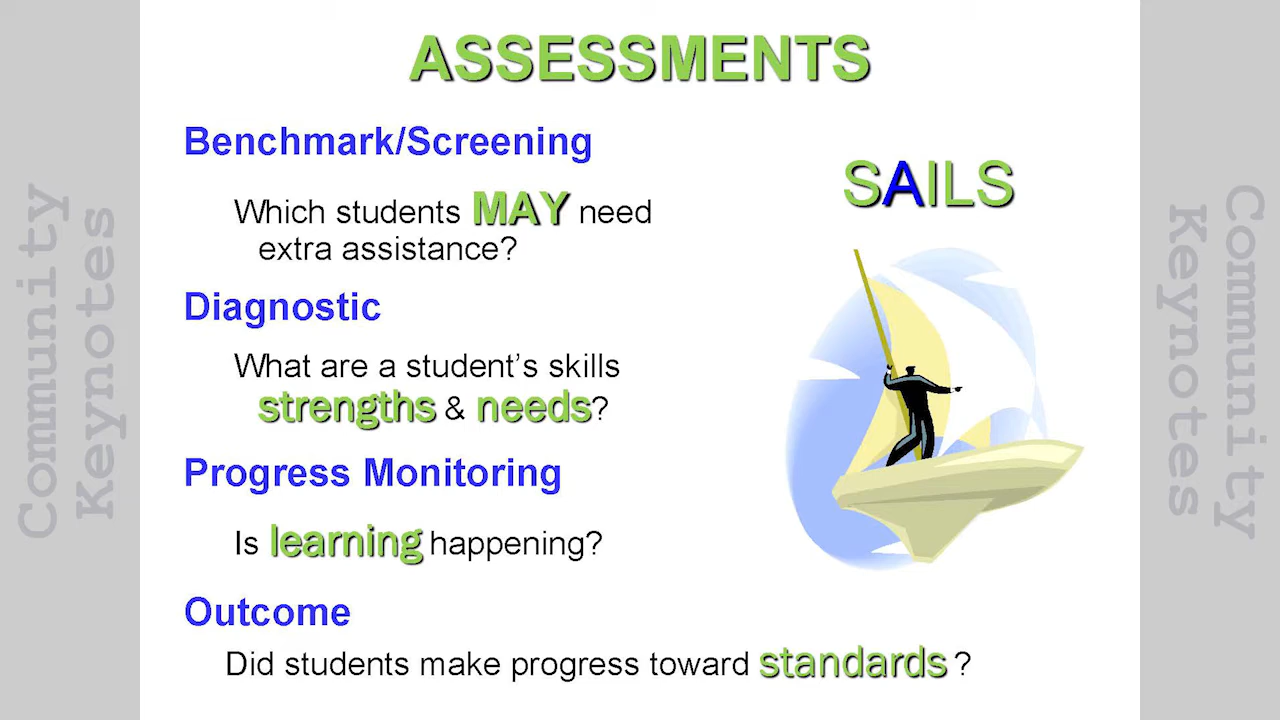 ASSESSMENTS
Benchmark/Screening
Which students MAY need
extra assistance?
Diagnostic
What are a student’s skills
strengths & needs?
Progress Monitoring
Is learning happening?
Outcome
Did students make progress toward standards ?
SAILS
Community
Keynotes
Community
Keynotes